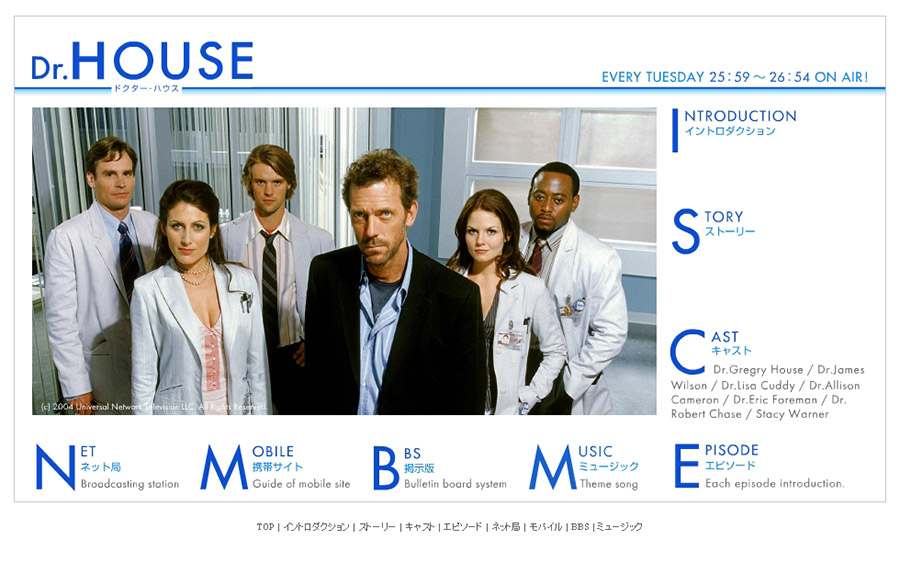 Dr.HOUSE
ドクター・ハウス
EVERY TUESDAY 25:59～26:54 ON AIR!
INTRODUCTION
イントロダクション
STORY
ストーリー
CAST
キャスト
Dr.Gregry House / Dr.James
Wilson / Dr.Lisa Cuddy / Dr.Allison
Cameron / Dr.Eric Foreman / Dr.
Robert Chase / Stacy Warner
(c) 2004 Universal Network Television LLC. All Rights Reserved.
NET
ネット局
Broadcasting station
MOBILE
携帯サイト
Guide of mobile site
BBS
掲示版
Bulletin board system
MUSIC
ミュージック
Theme song
EPISODE
エピソード
Each episode introduction.
TOP | イントロダクション | ストーリー | キャスト | エピソード | ネット局 | モバイル | BBS | ミュージック